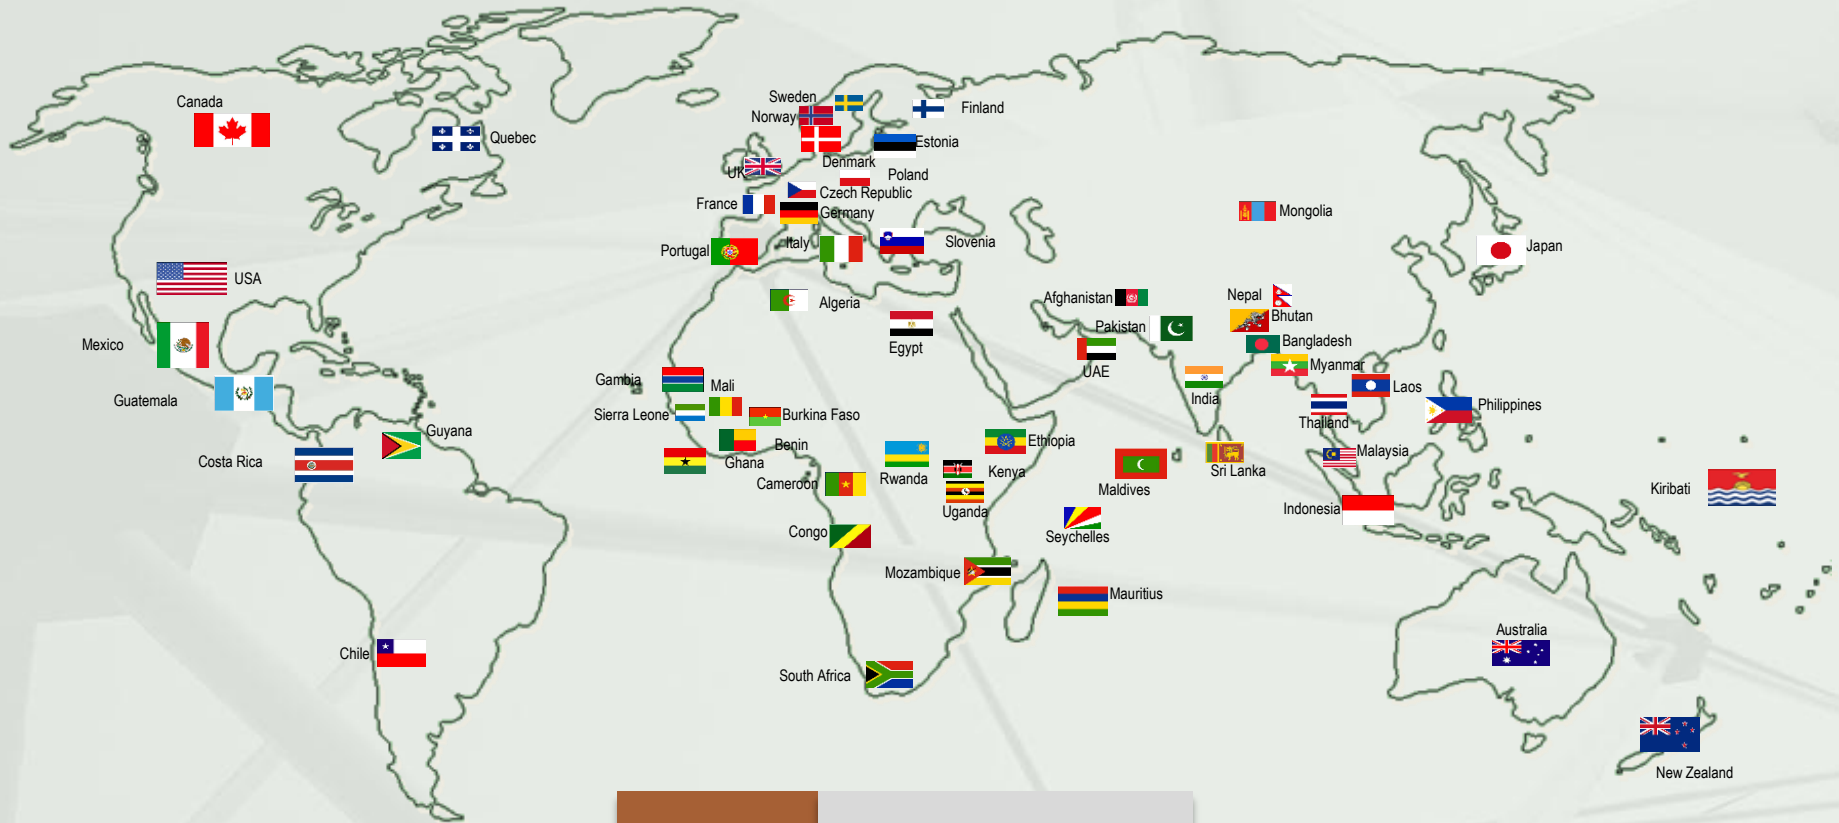 Canada
Quebec
USA
Mexico
Guatemala
Guyana
Costa Rica
Chile
Sweden
Norway
Finland
Estonia
Denmark
UK
Poland
Czech Republic
France
Germany
Italy
Slovenia
Portugal
Algeria
Egypt
Gambia
Mali
Sierra Leone
Burkina Faso
Benin
Ghana
Ethiopia
Kenya
Rwanda
Cameroon
Uganda
Congo
Mozambique
South Africa
Seychelles
Mauritius
Maldives
Mongolia
Japan
Afghanistan
Nepal
Bhutan
Pakistan
Bangladesh
UAE
Myanmar
India
Laos
Thailand
Philippines
Sri Lanka
Malaysia
Indonesia
Kiribati
Australia
New Zealand